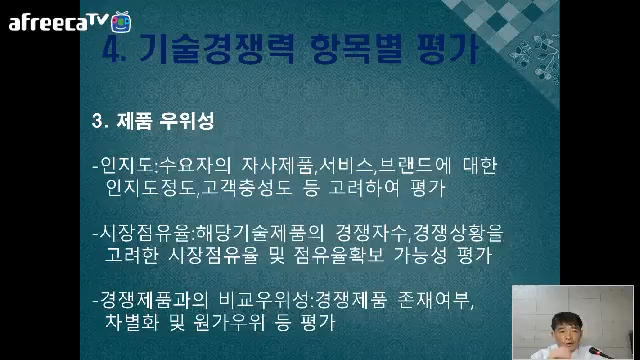 afreecaTV
4. 기술경쟁력 항목별 평가
3. 제품 우위성
-인지도:수요자의 자사제품,서비스,브랜드에 대한
인지도정도,고객충성도 등 고려하여 평가
-시장점유율:해당기술제품의 경쟁자수,경쟁상황을
고려한 시장점유율 및 점유율확보 가능성 평가
-경쟁제품과의 비교우위성:경쟁제품 존재여부,
차별화 및 원가우위 등 평가